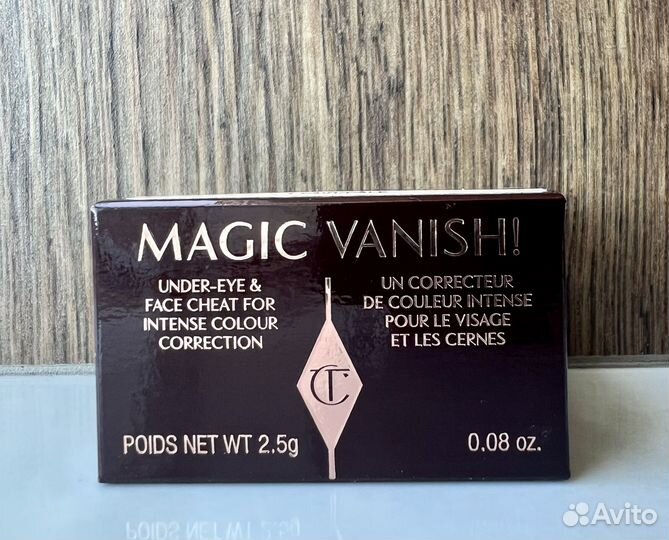 MAGIC VANISH!
UNDER-EYE &
FACE CHEAT FOR
INTENSE COLOUR
CORRECTION
UN CORRECTEUR
DE COULEUR INTENSE
POUR LE VISAGE
ET LES CERNES
CT
POIDS NET WT 2.5g
0.08 oz.
Avito